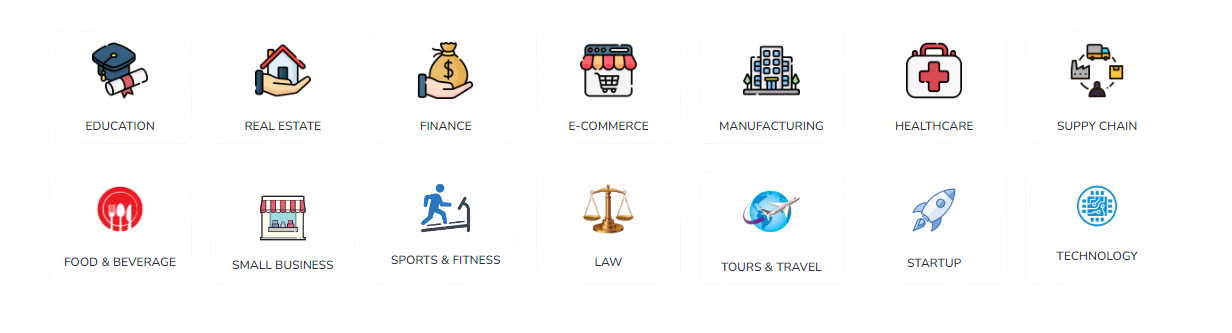 EDUCATION
REAL ESTATE
FINANCE
E-COMMERCE
MANUFACTURING
HEALTHCARE
SUPPY CHAIN
FOOD & BEVERAGE
SMALL BUSINESS
SPORTS & FITNESS
LAW
TOURS & TRAVEL
STARTUP
TECHNOLOGY